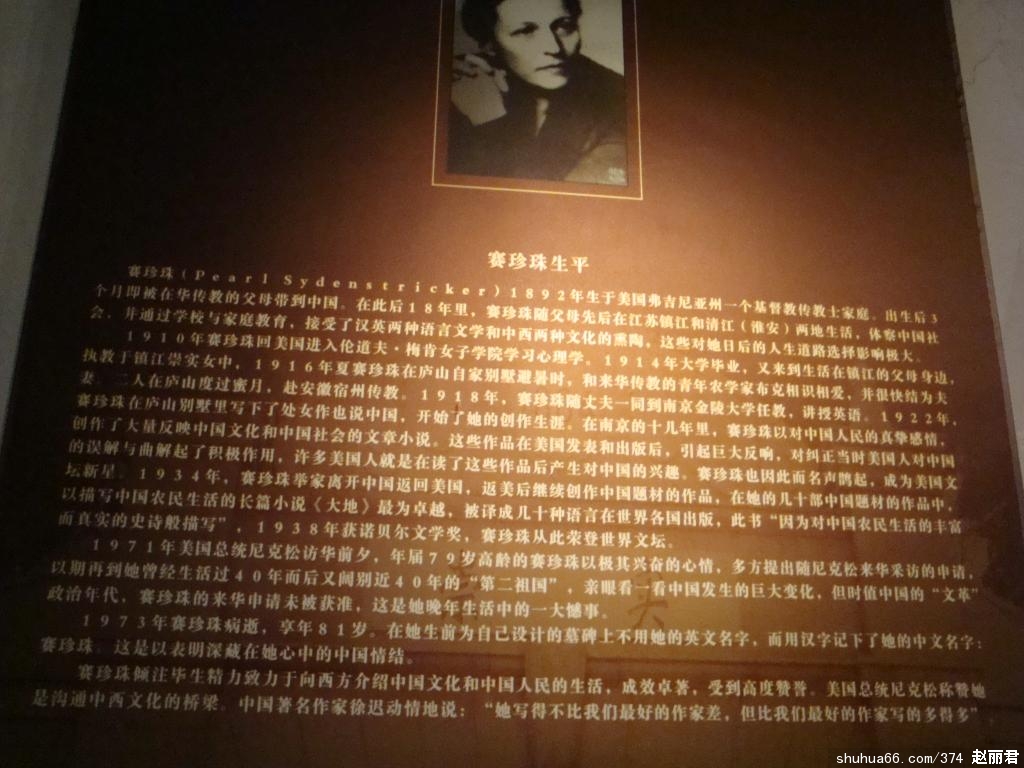 赛珍珠生平
赛珍珠(Pearl Sydenstricker)1892年生于美国弗吉尼亚州一个基督教传教士家庭。出生后3
个月即被在华传教的父母带到中国。在此后18年里，赛珍珠随父母先后在江苏镇江和清江（淮安）两地生活，体察中国社
会，并通过学校与家庭教育，接受了汉英两种语言文学和中西两种文化的熏陶，这些对她日后的人生道路选择影响极大。
1910年赛珍珠回美国进入伦道夫·梅肯女子学院学习心理学，1914年大学毕业，又来到生活在镇江的父母身边，
执教于镇江崇实女中，1916年夏赛珍珠在庐山自家别墅避暑时，和来华传教的青年农学家布克相识相爱，并很快结为夫
妻。二人在庐山度过蜜月，赴安徽宿州传教。1918年，赛珍珠随丈夫一同到南京金陵大学任教，讲授英语。1922年，
赛珍珠在庐山别墅里写下了处女作也说中国，开始了她的创作生涯。在南京的十几年里，赛珍珠以对中国人民的真挚感情，
创作了大量反映中国文化和中国社会的文章小说。这些作品在美国发表和出版后，引起巨大反响，对纠正当时美国人对中国
的误解与曲解起了积极作用，许多美国人就是在读了这些作品后产生对中国的兴趣。赛珍珠也因此而名声鹊起，成为美国文
坛新星。1934年，赛珍珠举家离开中国返回美国，返美后继续创作中国题材的作品，在她的几十部中国题材的作品中，
以描写中国农民生活的长篇小说《大地》最为卓越，被译成几十种语言在世界各国出版，此书“因为对中国农民生活的丰富
而真实的史诗般描写”，1938年获诺贝尔文学奖，赛珍珠从此荣登世界文坛。
1971年美国总统尼克松访华前夕，年届79岁高龄的赛珍珠以极其兴奋的心情，多方提出随尼克松来华采访的申请，
以期再到她曾经生活过40年而后又阔别近40年的“第二祖国”，亲眼看一看中国发生的巨大变化，但时值中国的“文革”
政治年代，赛珍珠的来华申请未被获准，这是她晚年生活中的一大憾事。
1973年赛珍珠病逝，享年81岁。在她生前为自己设计的墓碑上不用她的英文名字，而用汉字记下了她的中文名字：
赛珍珠。这是以表明深藏在她心中的中国情结。
赛珍珠倾注毕生精力致力于向西方介绍中国文化和中国人民的生活，成效卓著，受到高度赞誉。美国总统尼克松称赞她
是沟通中西文化的桥梁。中国著名作家徐迟动情地说：“她写得不比我们最好的作家差，但比我们最好的作家写的多得多”
shuhua66.com/374 赵丽君